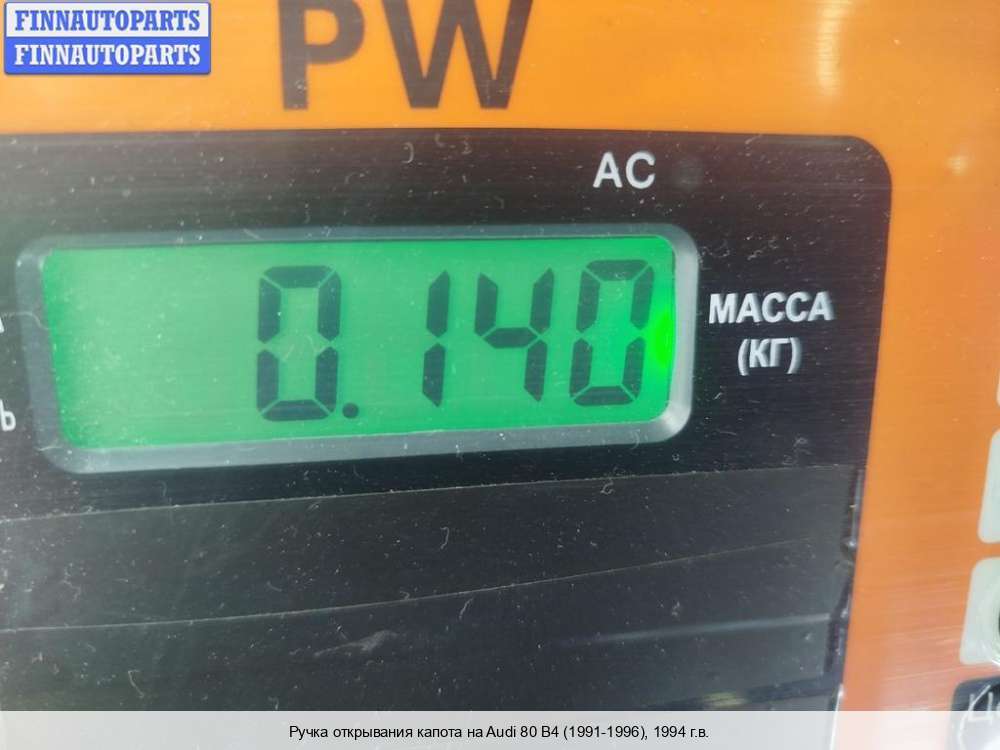 FINNAUTOPARTS
FINNAUTOPARTS
PW
AC
0.140
МАССА
(КГ)
Ручка открывания капота на Audi 80 B4 (1991-1996), 1994 г.в.